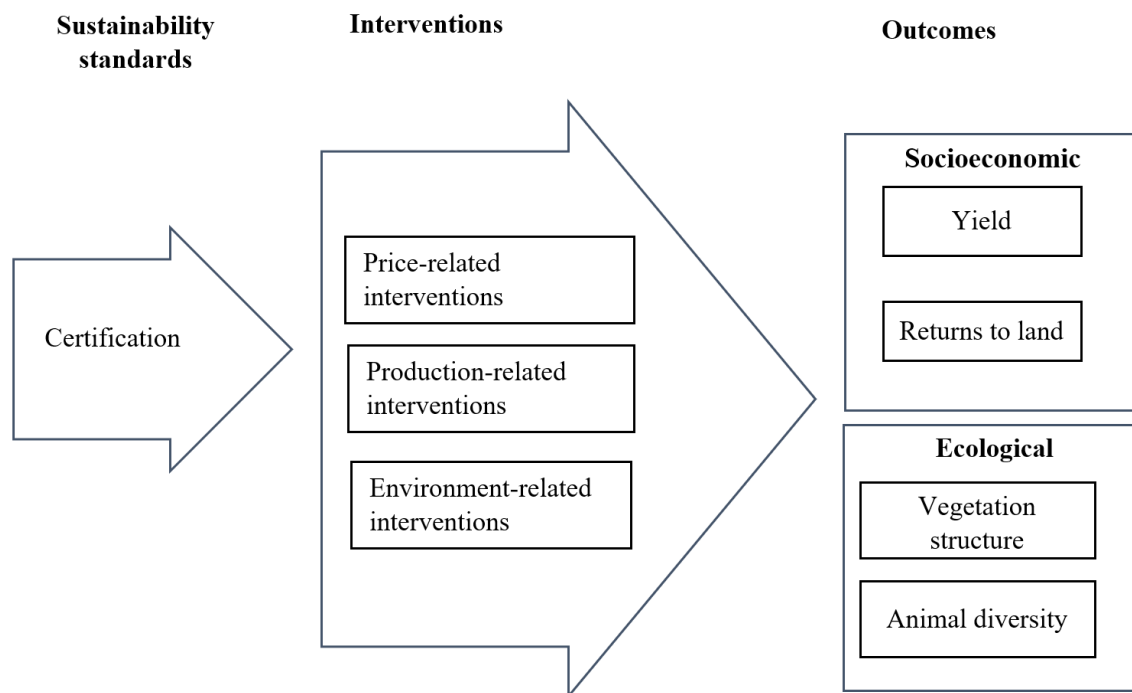 Sustainability
standards
Interventions
Outcomes
Certification
Price-related
interventions
Production-related
interventions
Environment-related
interventions
Socioeconomic
Yield
Returns to land
Ecological
Vegetation
structure
Animal diversity